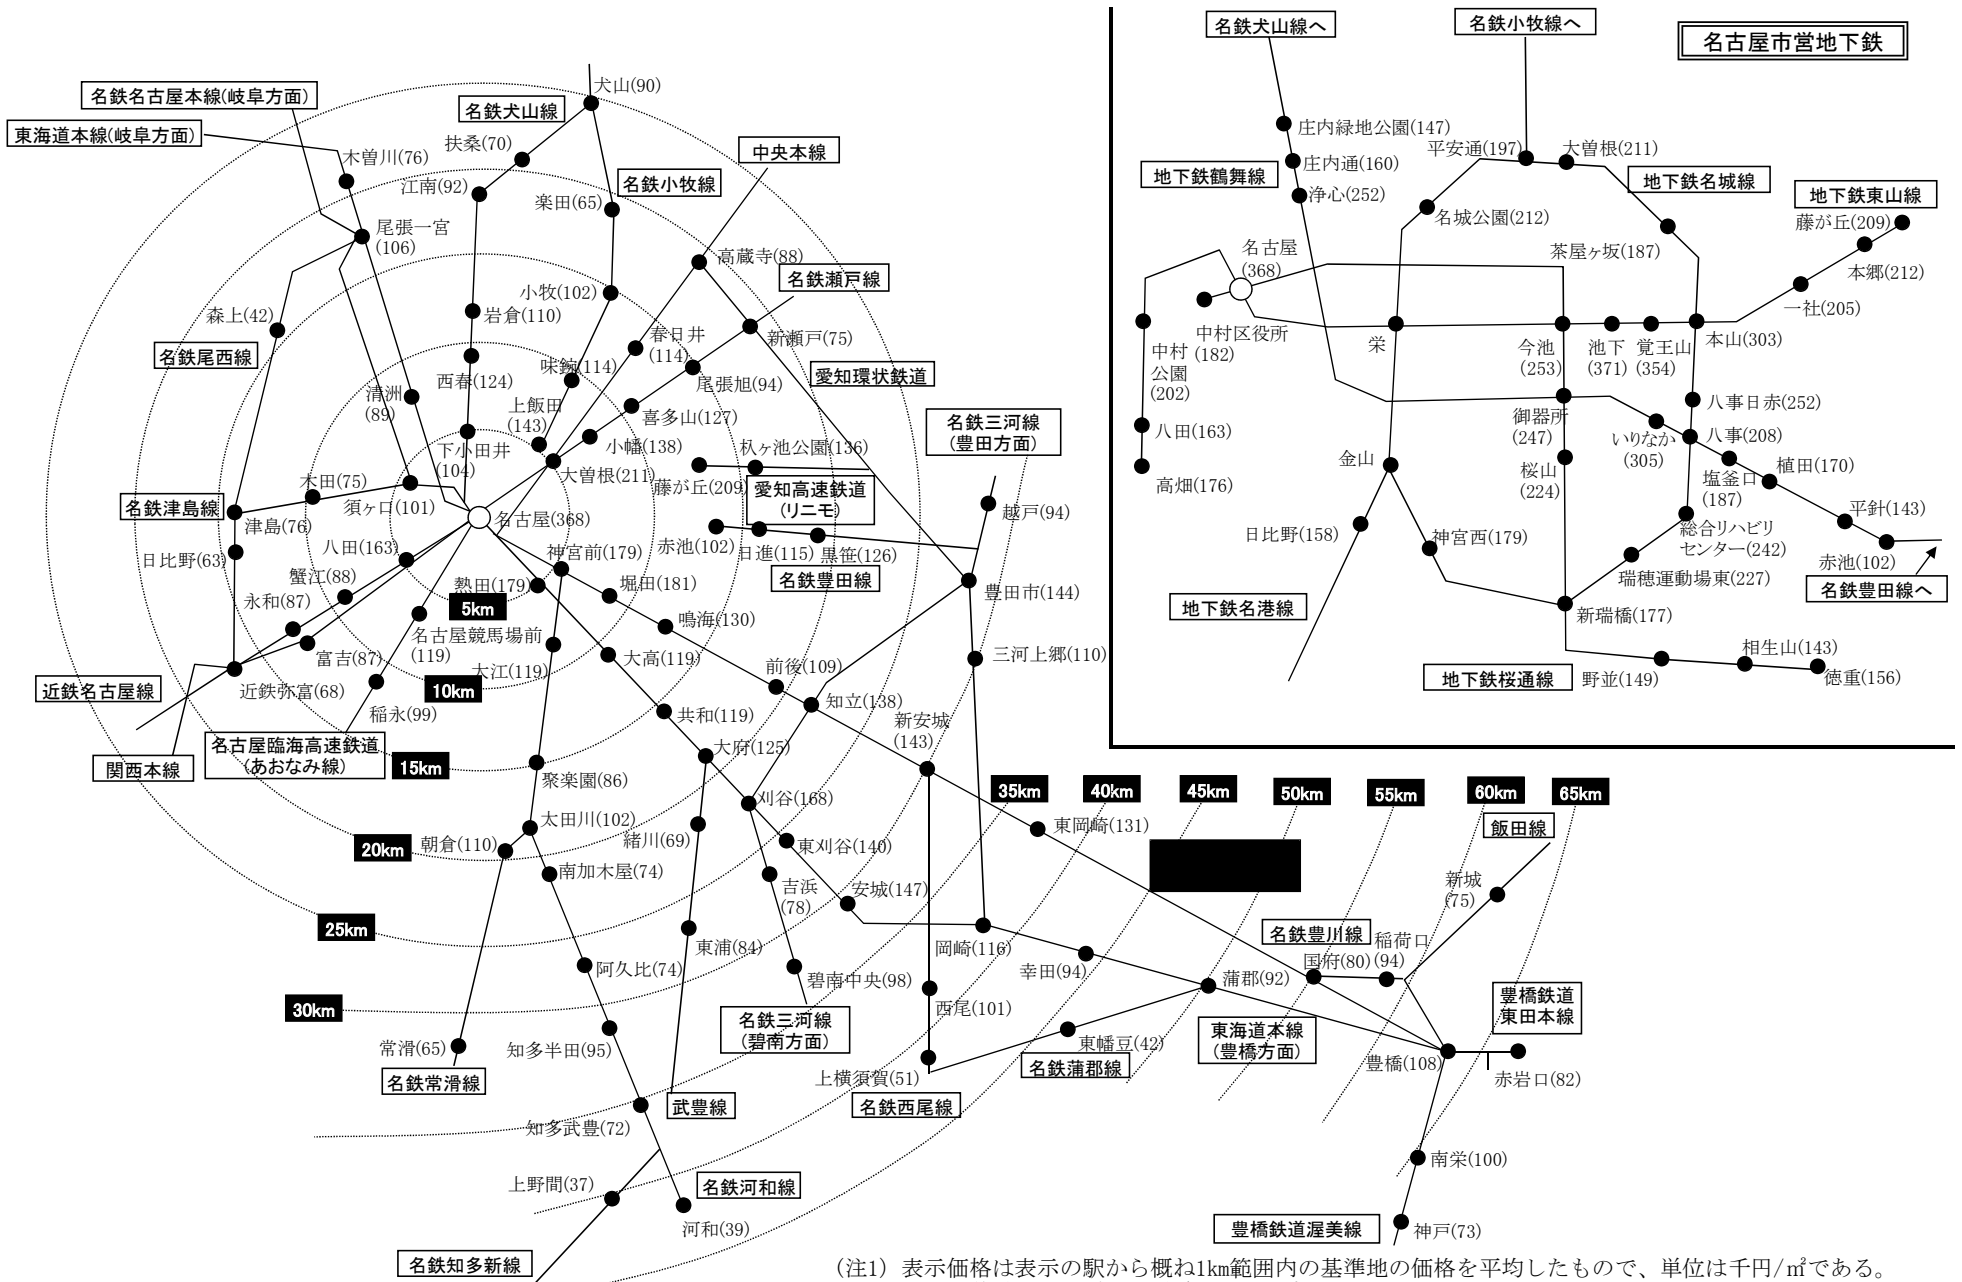 名鉄名古屋本線(岐阜方面)
東海道本線(岐阜方面)
名鉄犬山線
犬山(90)
扶桑(70)
木曽川(76)
江南(92)
名鉄小牧線
楽田(65)
中央本線
尾張一宮
(106)
高蔵寺(88)
名鉄瀬戸線
森上(42)
岩倉(110)
小牧(102)
春日井
(114)
新瀬戸(75)
名鉄尾西線
西春(124)
味鋺(114)
尾張旭(94)
愛知環状鉄道
清洲
(89)
上飯田
(143)
喜多山(127)
小幡(138)
名鉄三河線
(豊田方面)
下小田井
(104)
大曽根(211)
杁ヶ池公園(136)
藤が丘(209)
愛知高速鉄道
(リニモ)
木田(75)
名鉄津島線
津島(76)
須ヶ口(101)
名古屋(368)
越戸(94)
日比野(63)
八田(163)
神宮前(179)
赤池(102)
日進(115)
黒笹(126)
名鉄豊田線
蟹江(88)
永和(87)
熱田(179)
堀田(181)
豊田市(144)
5km
名古屋競馬場前
(119)
鳴海(130)
富吉(87)
大江(119)
大高(119)
前後(109)
三河上郷(110)
近鉄名古屋線
近鉄弥富(68)
10km
稲永(99)
共和(119)
知立(138)
新安城
(143)
関西本線
名古屋臨海高速鉄道
(あおなみ線)
15km
大府(125)
聚楽園(86)
刈谷(168)
太田川(102)
朝倉(110)
20km
緒川(69)
東刈谷(140)
南加木屋(74)
吉浜
(78)
安城(147)
25km
東浦(84)
岡崎(116)
阿久比(74)
碧南中央(98)
30km
西尾(101)
名鉄三河線
(碧南方面)
常滑(65)
知多半田(95)
名鉄常滑線
武豊線
上横須賀(51)
名鉄西尾線
知多武豊(72)
上野間(37)
名鉄河和線
河和(39)
名鉄知多新線
35km
40km
45km
50km
55km
60km
65km
東岡崎(131)
飯田線
新城
(75)
名鉄豊川線
稲荷口
(94)
国府(80)
幸田(94)
蒲郡(92)
豊橋鉄道
東田本線
東幡豆(42)
名鉄蒲郡線
東海道本線
(豊橋方面)
豊橋(108)
赤岩口(82)
南栄(100)
豊橋鉄道渥美線
神戸(73)
名鉄犬山線へ
名鉄小牧線へ
名古屋市営地下鉄
庄内緑地公園(147)
平安通(197)
大曽根(211)
地下鉄鶴舞線
庄内通(160)
地下鉄名城線
浄心(252)
地下鉄東山線
名城公園(212)
藤が丘(209)
名古屋
(368)
茶屋ヶ坂(187)
本郷(212)
一社(205)
中村区役所
(182)
中村
公園
(202)
栄
今池
(253)
池下
(371)
覚王山
(354)
本山(303)
八田(163)
御器所
(247)
八事日赤(252)
いりなか
(305)
八事(208)
金山
高畑(176)
桜山
(224)
塩釜口
(187)
植田(170)
日比野(158)
神宮西(179)
平針(143)
総合リハビリ
センター(242)
赤池(102)
瑞穂運動場東(227)
名鉄豊田線へ
地下鉄名港線
新瑞橋(177)
相生山(143)
地下鉄桜通線
野並(149)
徳重(156)
(注1) 表示価格は表示の駅から概ね1km範囲内の基準地の価格を平均したもので、単位は千円/㎡である。